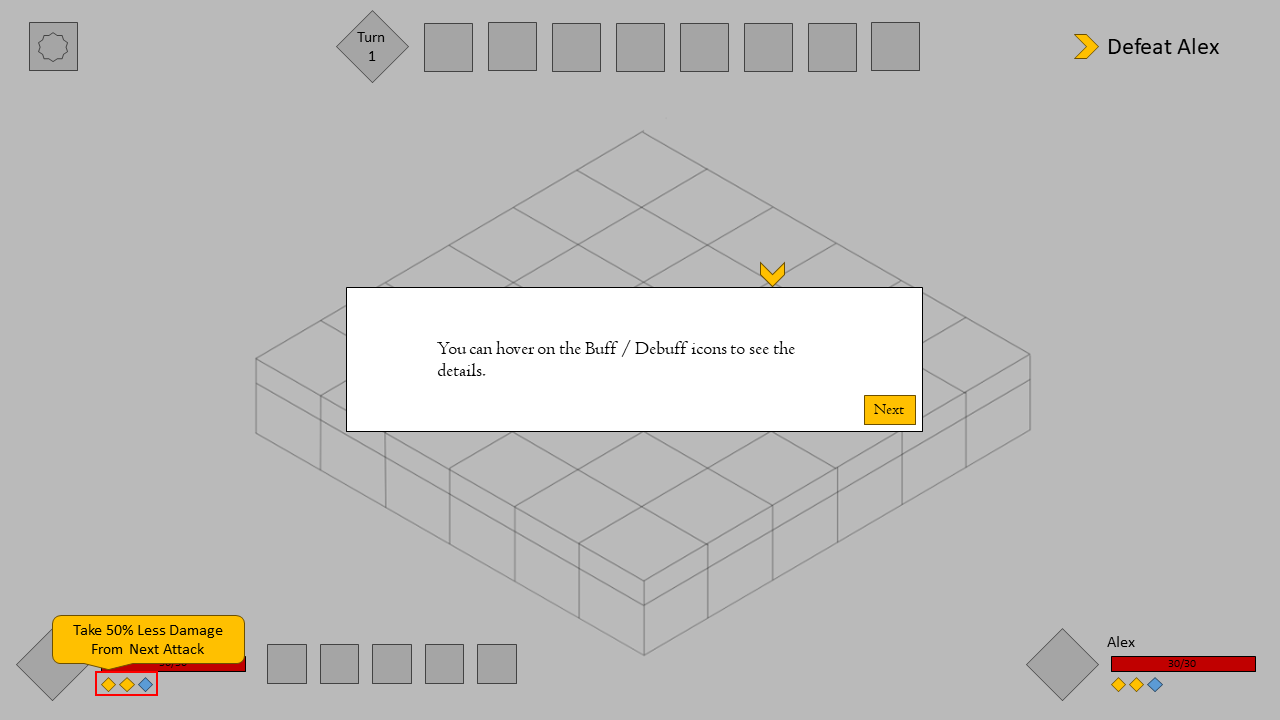 Turn
1
Defeat Alex
You can hover on the Buff / Debuff icons to see the
details.
Next
Take 50% Less Damage
From Next Attack
Alex
30/30